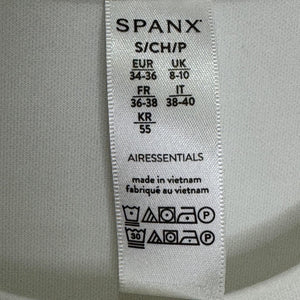 SPANX
S/CH/P
EUR UK
34-36 8-10
FR IT
36-38 38-40
KR
55
AIRESSENTIALS
made in vietnam
fabriqué au vietnam
P
30 P